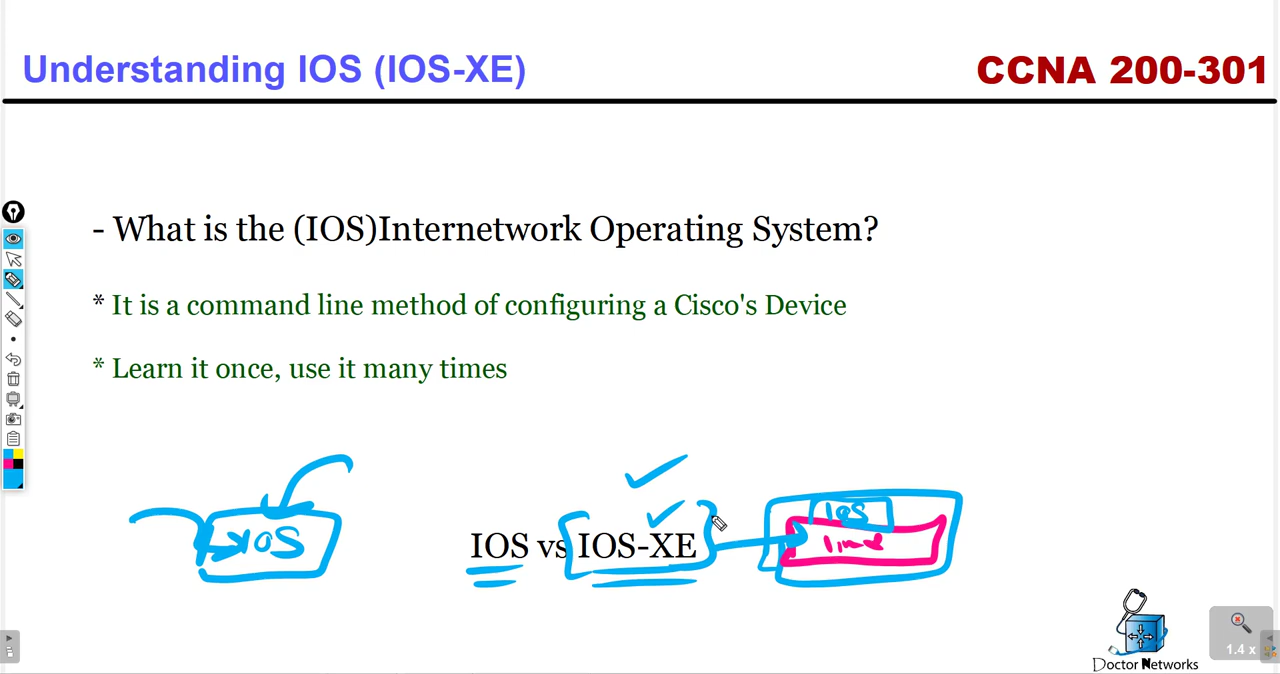 Understanding IOS (IOS-XE)
CCNA 200-301
- What is the (IOS)Internetwork Operating System?
* It is a command line method of configuring a Cisco's Device
* Learn it once, use it many times
IOS
IOS vs IOS-XE
IOS
Doctor Networks
1.4 x